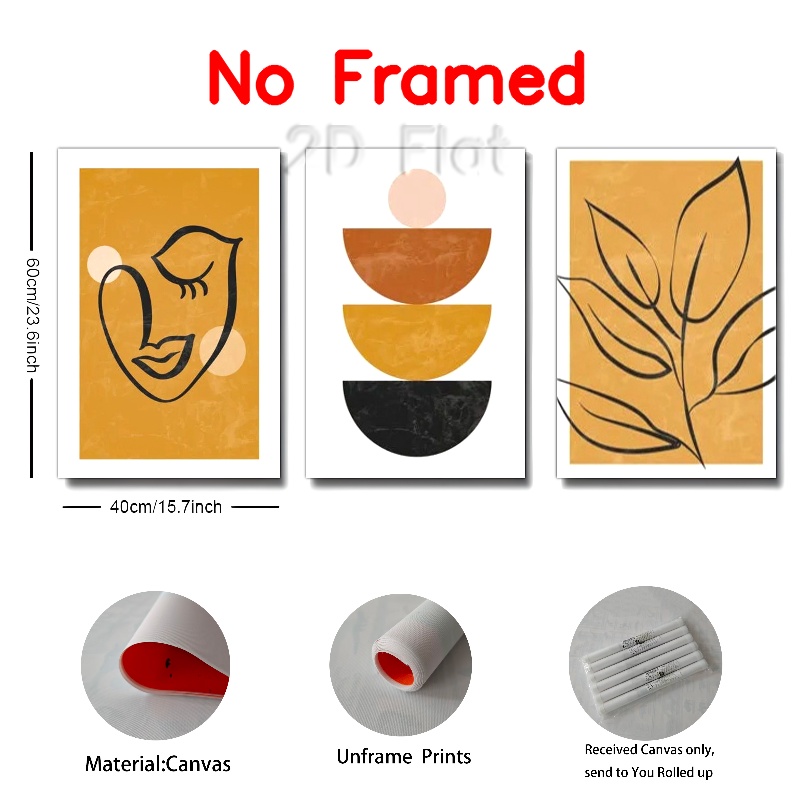 No Framed
2D Flat
60cm/23.6inch
40cm/15.7inch
Material:Canvas
Unframe Prints
Received Canvas only,
send to You Rolled up